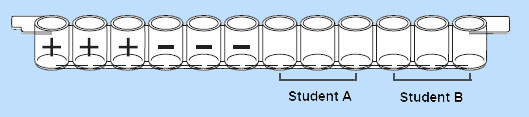 + + + − − −
Student A
Student B